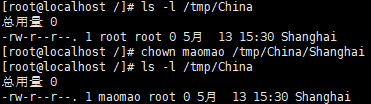 [root@localhost /]# ls -l /tmp/China
总用量 0
-rw-r--r--. 1 root root 0 5月  13 15:30 Shanghai
[root@localhost /]# chown maomao /tmp/China/Shanghai
[root@localhost /]# ls -l /tmp/China
总用量 0
-rw-r--r--. 1 maomao root 0 5月  13 15:30 Shanghai